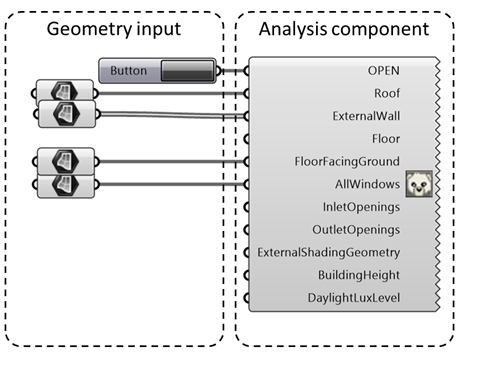 Geometry input
Analysis component
Button
OPEN
Roof
ExternalWall
Floor
FloorFacingGround
AllWindows
InletOpenings
OutletOpenings
ExternalShadingGeometry
BuildingHeight
DaylightLuxLevel